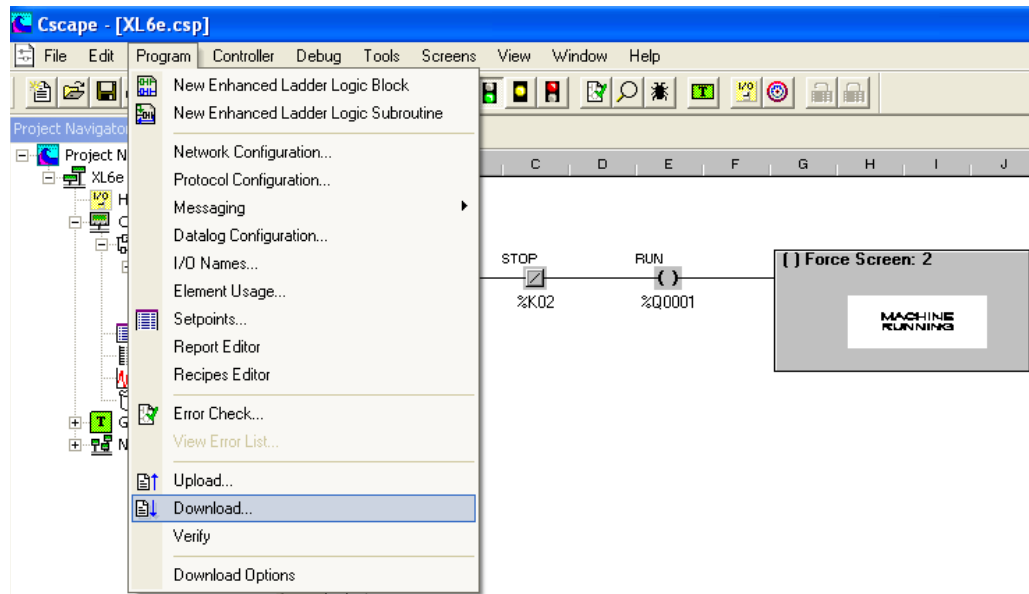 Cscape - [XL6e.csp]
File Edit Program Controller Debug Tools Screens View Window Help
New Enhanced Ladder Logic Block
New Enhanced Ladder Logic Subroutine
Network Configuration...
Protocol Configuration...
Messaging
Datalog Configuration...
I/O Names...
Element Usage...
Setpoints...
Report Editor
Recipes Editor
Error Check...
View Error List...
Upload...
Download...
Verify
Download Options
T I/O
Project Navigato
Project N
XL6e
I/O H
C
T G
N
C D E F G H I J
STOP RUN [ ] Force Screen: 2
%K02 %Q0001
MACHINE
RUNNING